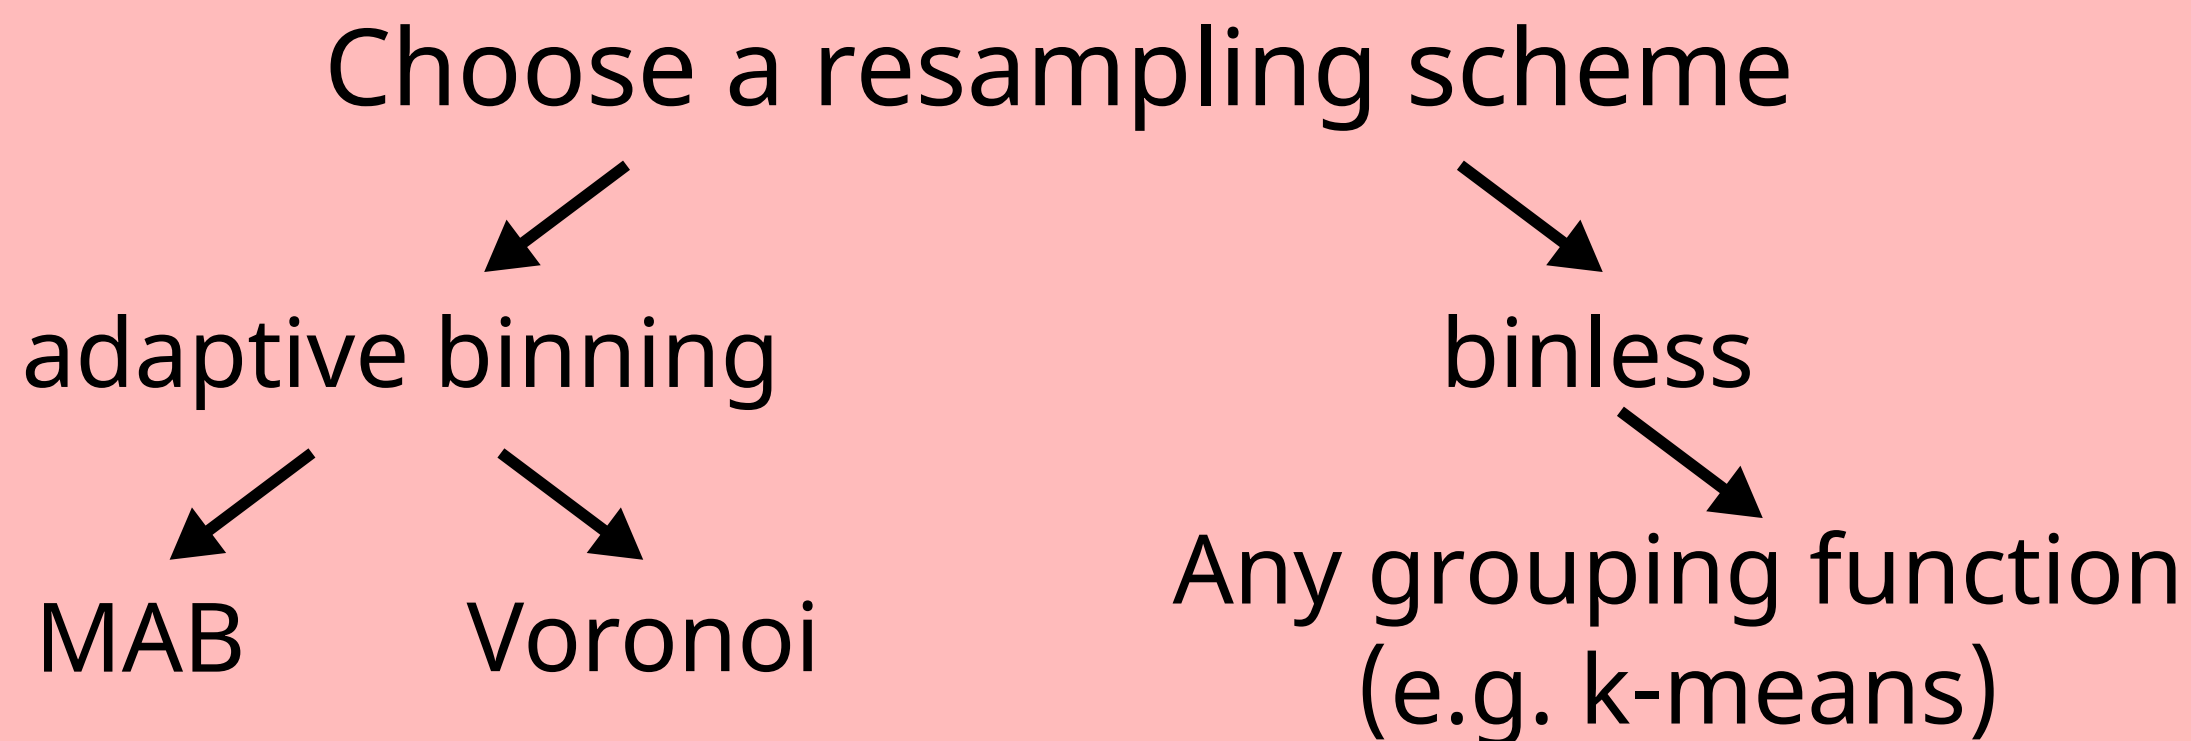 Choose a resampling scheme
adaptive binning
binless
MAB
Voronoi
Any grouping function
(e.g. k-means)